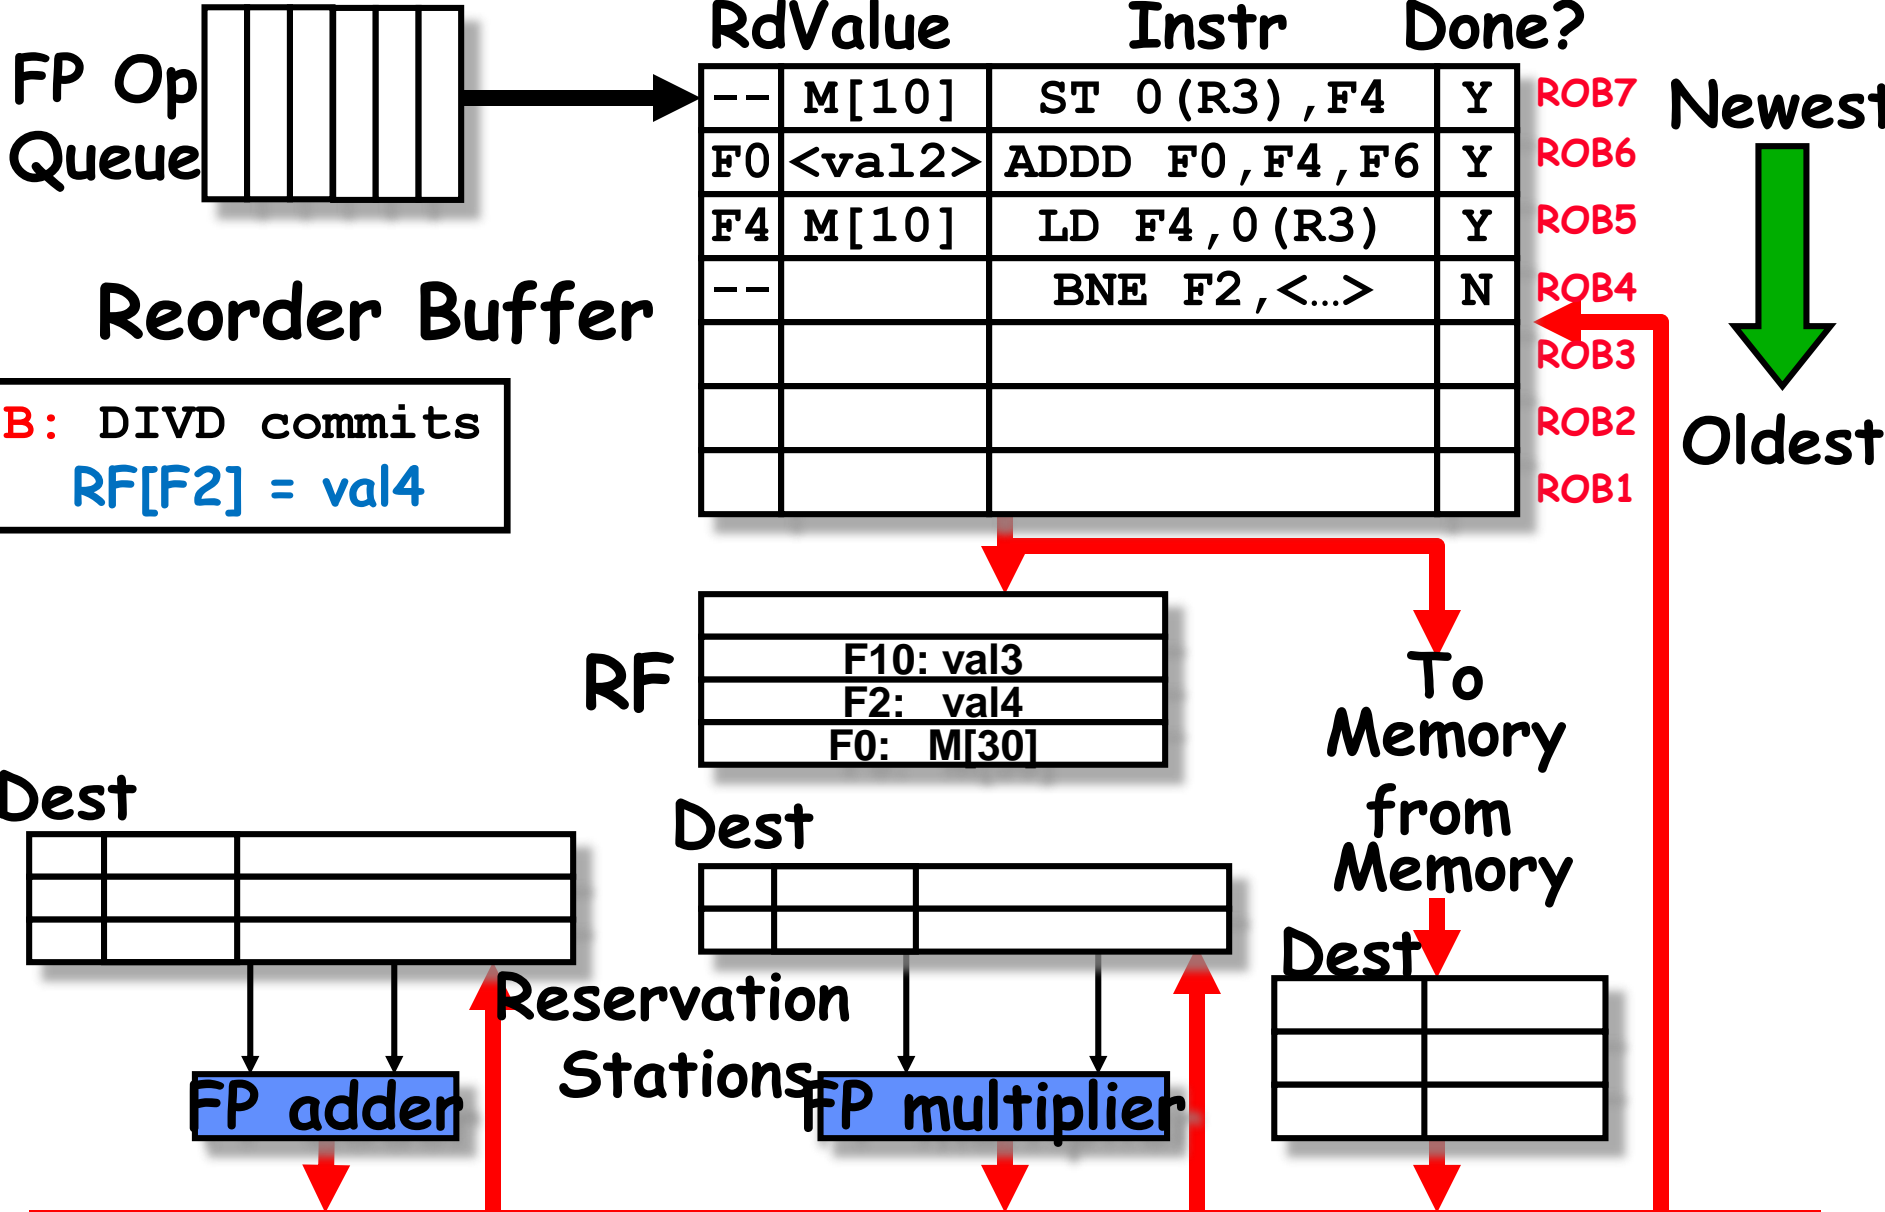 FP Op
Queue
RdValue Instr Done?
-- M[10] ST 0(R3),F4 Y ROB7
F0 <val2> ADDD F0,F4,F6 Y ROB6
F4 M[10] LD F4,0(R3) Y ROB5
-- BNE F2,<…> N ROB4
ROB3
ROB2
ROB1
Newest
Oldest
Reorder Buffer
B: DIVD commits
RF[F2] = val4
RF
F10: val3
F2: val4
F0: M[30]
To
Memory
from
Memory
Dest
Dest
Dest
Reservation
Stations
FP adder
FP multiplier